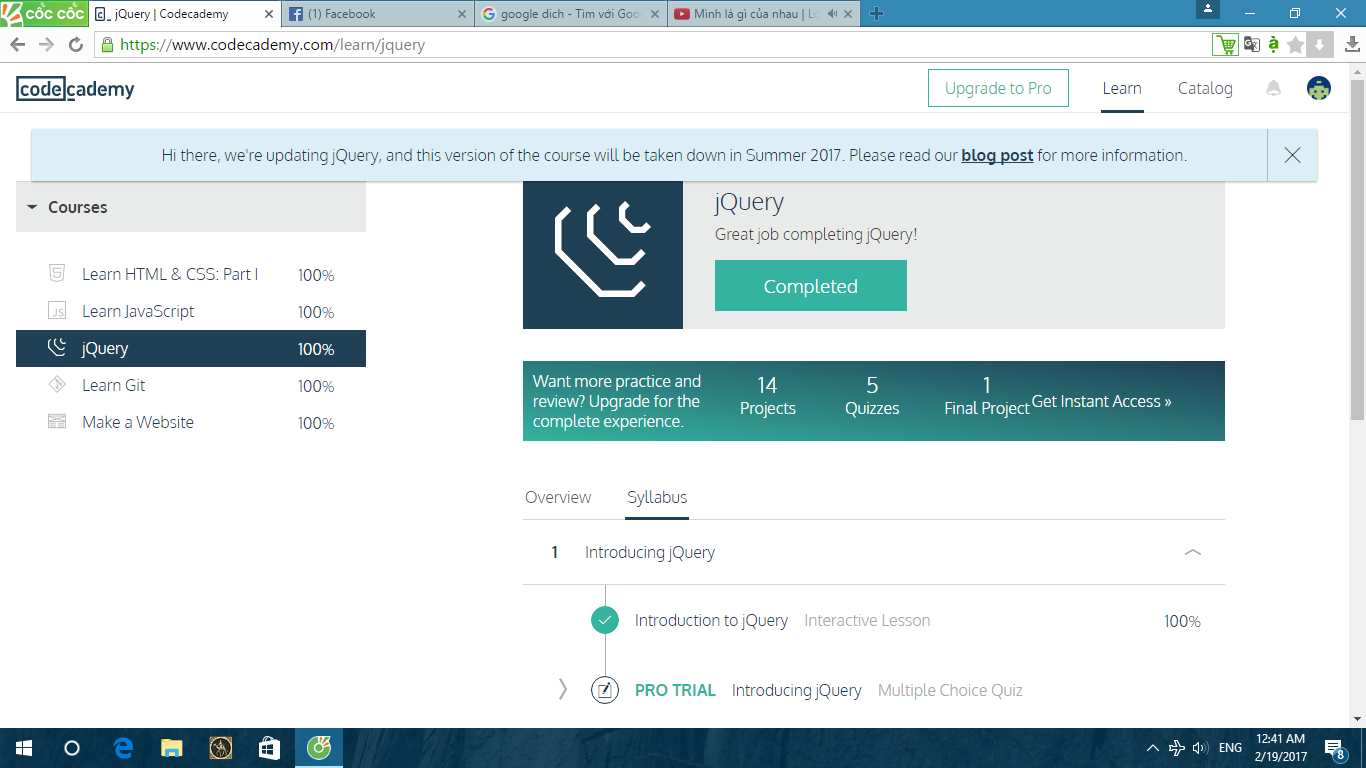 CỐC CỐC
jQuery | Codecademy
(1) Facebook
google dich - Tìm với Goo
Mình là gì của nhau | Lo
https://www.codecademy.com/learn/jquery
codecademy
Upgrade to Pro
Learn
Catalog
Hi there, we're updating jQuery, and this version of the course will be taken down in Summer 2017. Please read our blog post for more information.
Courses
Learn HTML & CSS: Part I 100%
JS Learn JavaScript 100%
jQuery 100%
Learn Git 100%
Make a Website 100%
jQuery
Great job completing jQuery!
Completed
Want more practice and
review? Upgrade for the
complete experience.
14
Projects
5
Quizzes
1
Final Project
Get Instant Access »
Overview
Syllabus
1 Introducing jQuery
Introduction to jQuery Interactive Lesson 100%
PRO TRIAL Introducing jQuery Multiple Choice Quiz
ENG
12:41 AM
2/19/2017
8